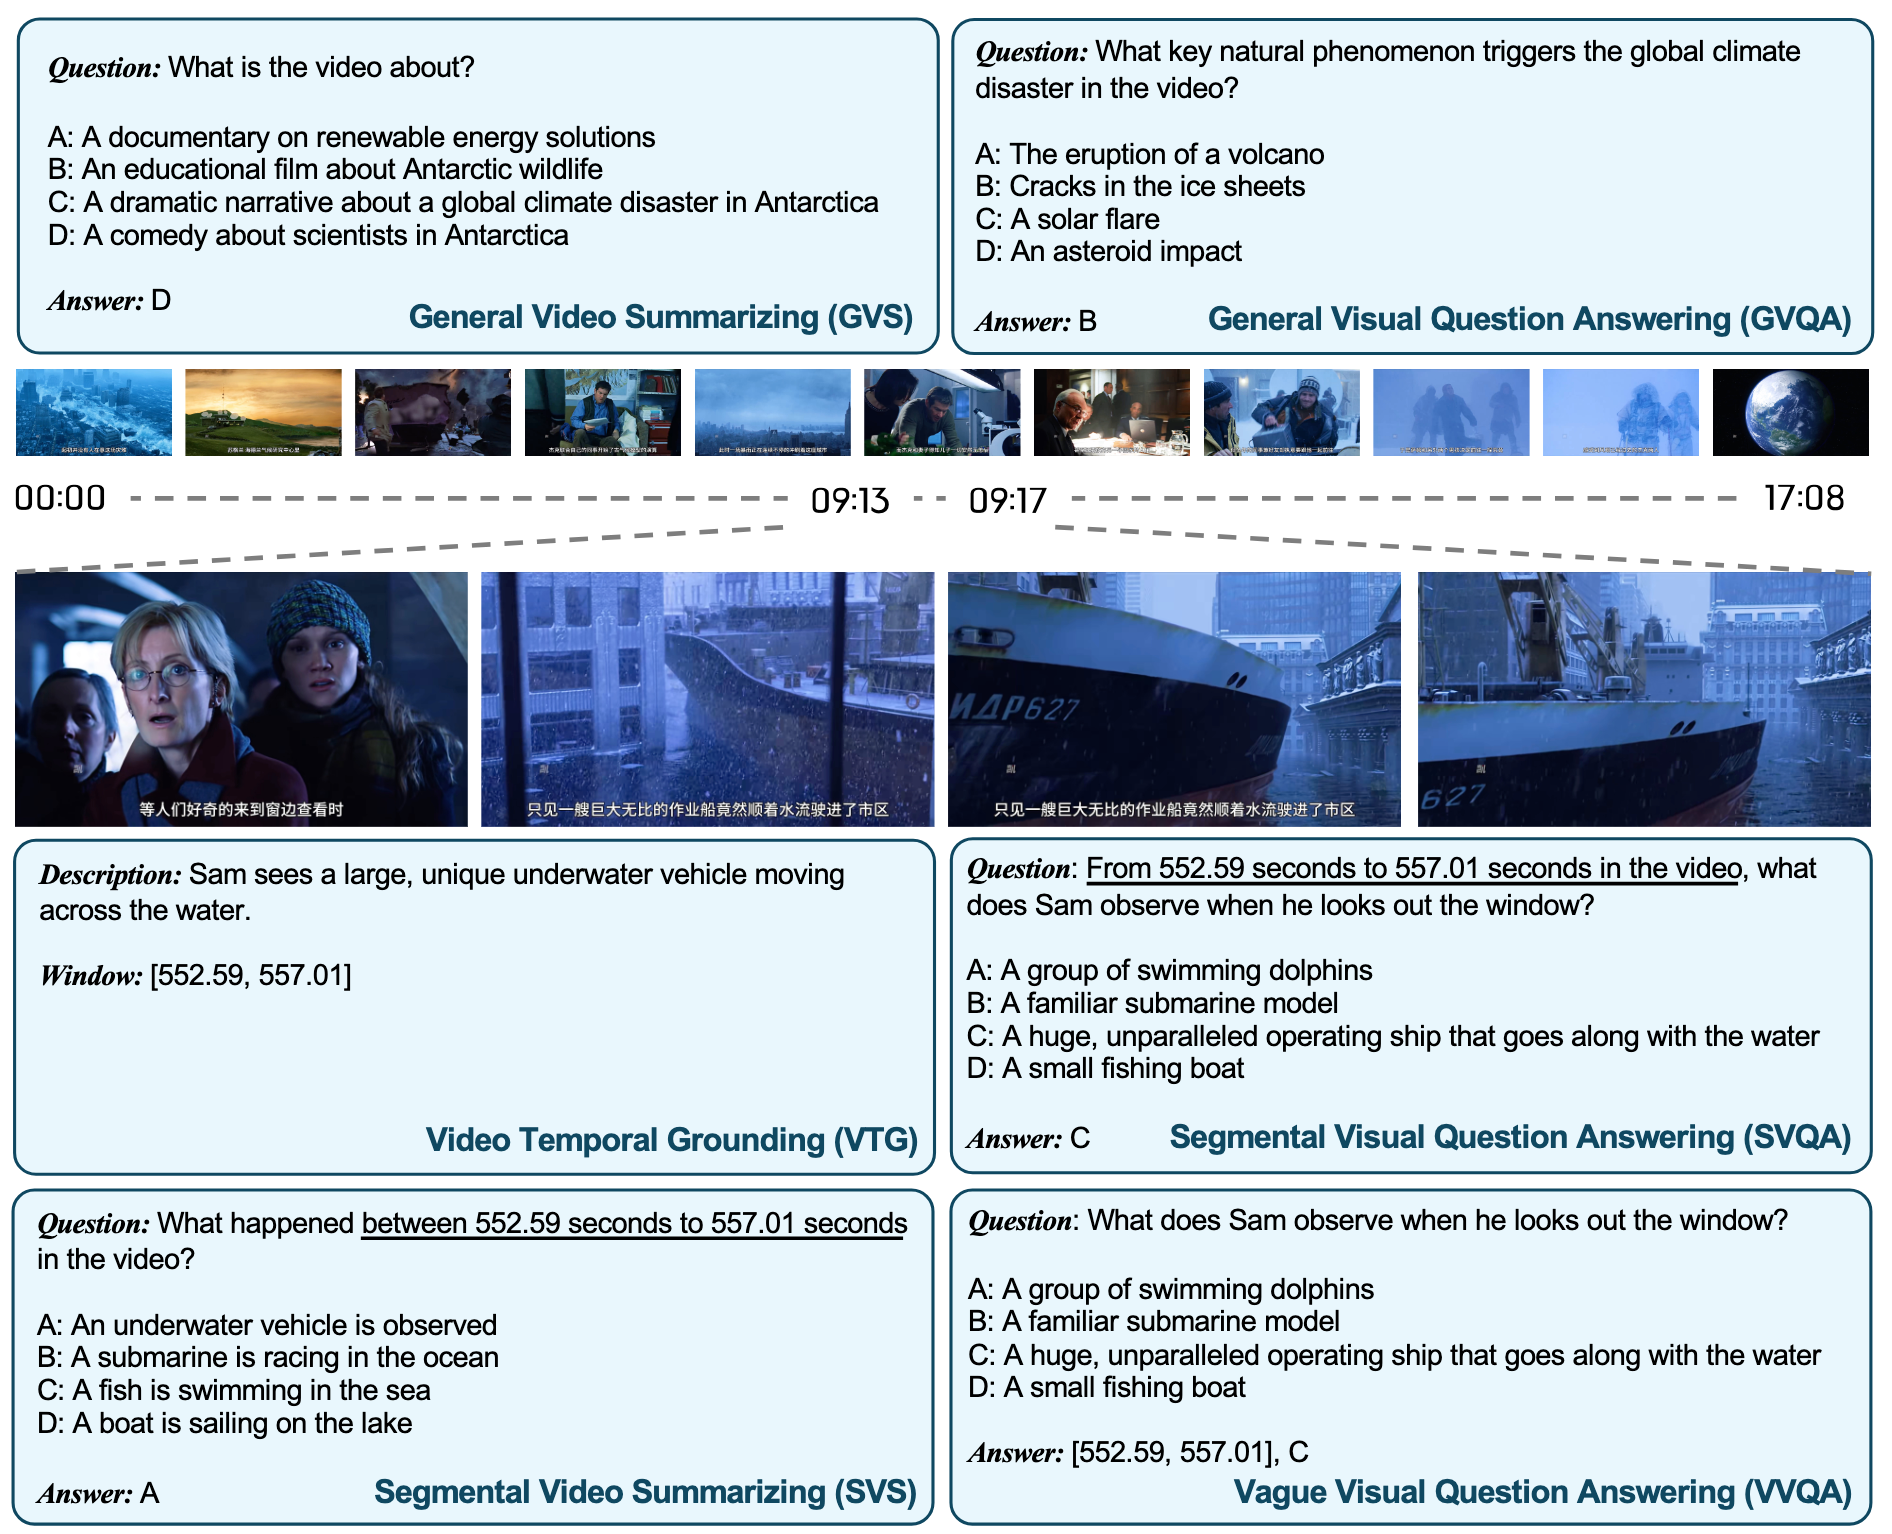 Question: What is the video about?
A: A documentary on renewable energy solutions
B: An educational film about Antarctic wildlife
C: A dramatic narrative about a global climate disaster in Antarctica
D: A comedy about scientists in Antarctica
Answer: D
General Video Summarizing (GVS)
Question: What key natural phenomenon triggers the global climate
disaster in the video?
A: The eruption of a volcano
B: Cracks in the ice sheets
C: A solar flare
D: An asteroid impact
Answer: B
General Visual Question Answering (GVQA)
00:00
09:13
09:17
17:08
等人们好奇的来到窗边查看时
只见一艘巨大无比的作业船竟然顺着水流驶进了市区
ИДР627
只见一艘巨大无比的作业船竟然顺着水流驶进了市区
627
Description: Sam sees a large, unique underwater vehicle moving
across the water.
Window: [552.59, 557.01]
Video Temporal Grounding (VTG)
Question: From 552.59 seconds to 557.01 seconds in the video, what
does Sam observe when he looks out the window?
A: A group of swimming dolphins
B: A familiar submarine model
C: A huge, unparalleled operating ship that goes along with the water
D: A small fishing boat
Answer: C
Segmental Visual Question Answering (SVQA)
Question: What happened between 552.59 seconds to 557.01 seconds
in the video?
A: An underwater vehicle is observed
B: A submarine is racing in the ocean
C: A fish is swimming in the sea
D: A boat is sailing on the lake
Answer: A
Segmental Video Summarizing (SVS)
Question: What does Sam observe when he looks out the window?
A: A group of swimming dolphins
B: A familiar submarine model
C: A huge, unparalleled operating ship that goes along with the water
D: A small fishing boat
Answer: [552.59, 557.01], C
Vague Visual Question Answering (VVQA)